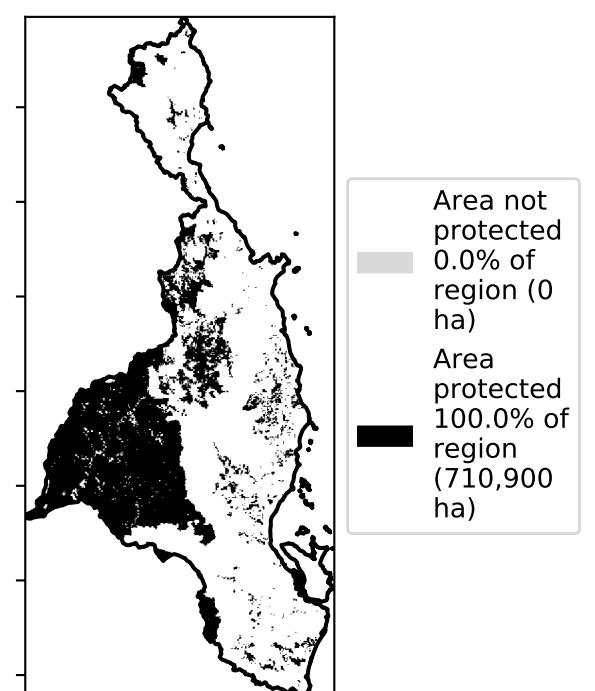 Area not
protected
0.0% of
region (0
ha)
Area
protected
100.0% of
region
(710,900
ha)